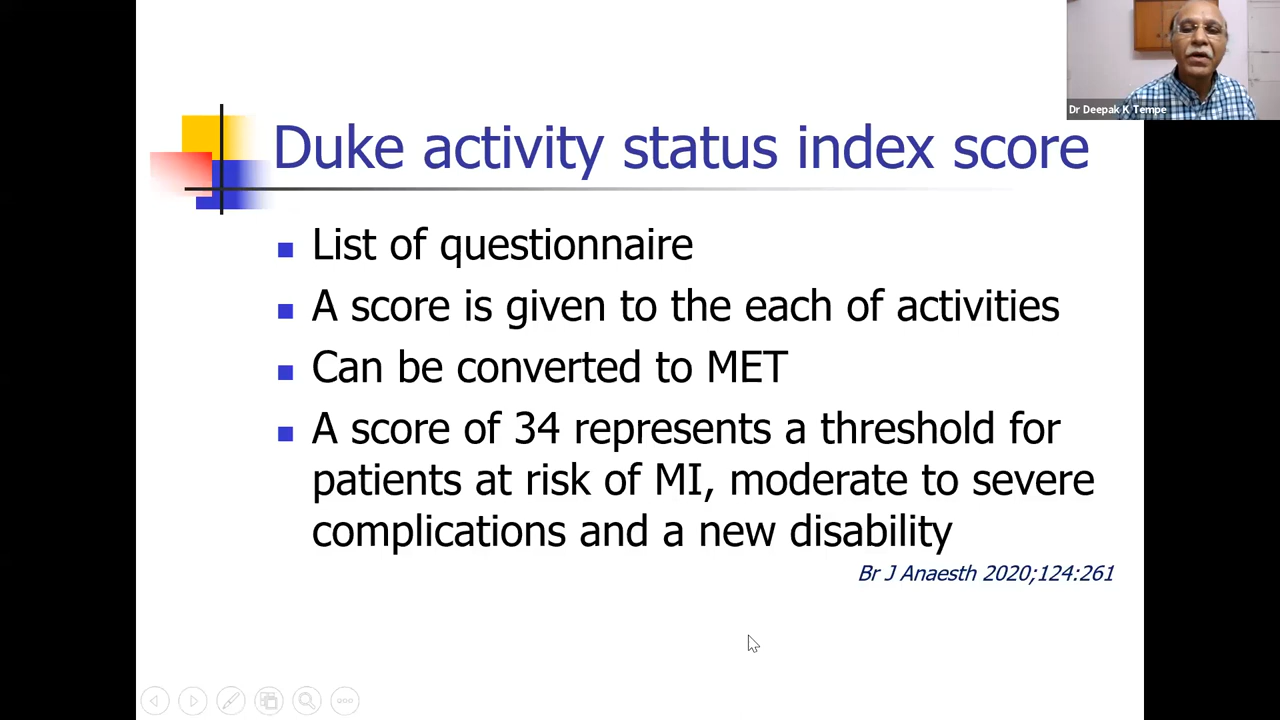 Dr Deepak K Tempe
Duke activity status index score
List of questionnaire
A score is given to the each of activities
Can be converted to MET
A score of 34 represents a threshold for
patients at risk of MI, moderate to severe
complications and a new disability
Br J Anaesth 2020;124:261